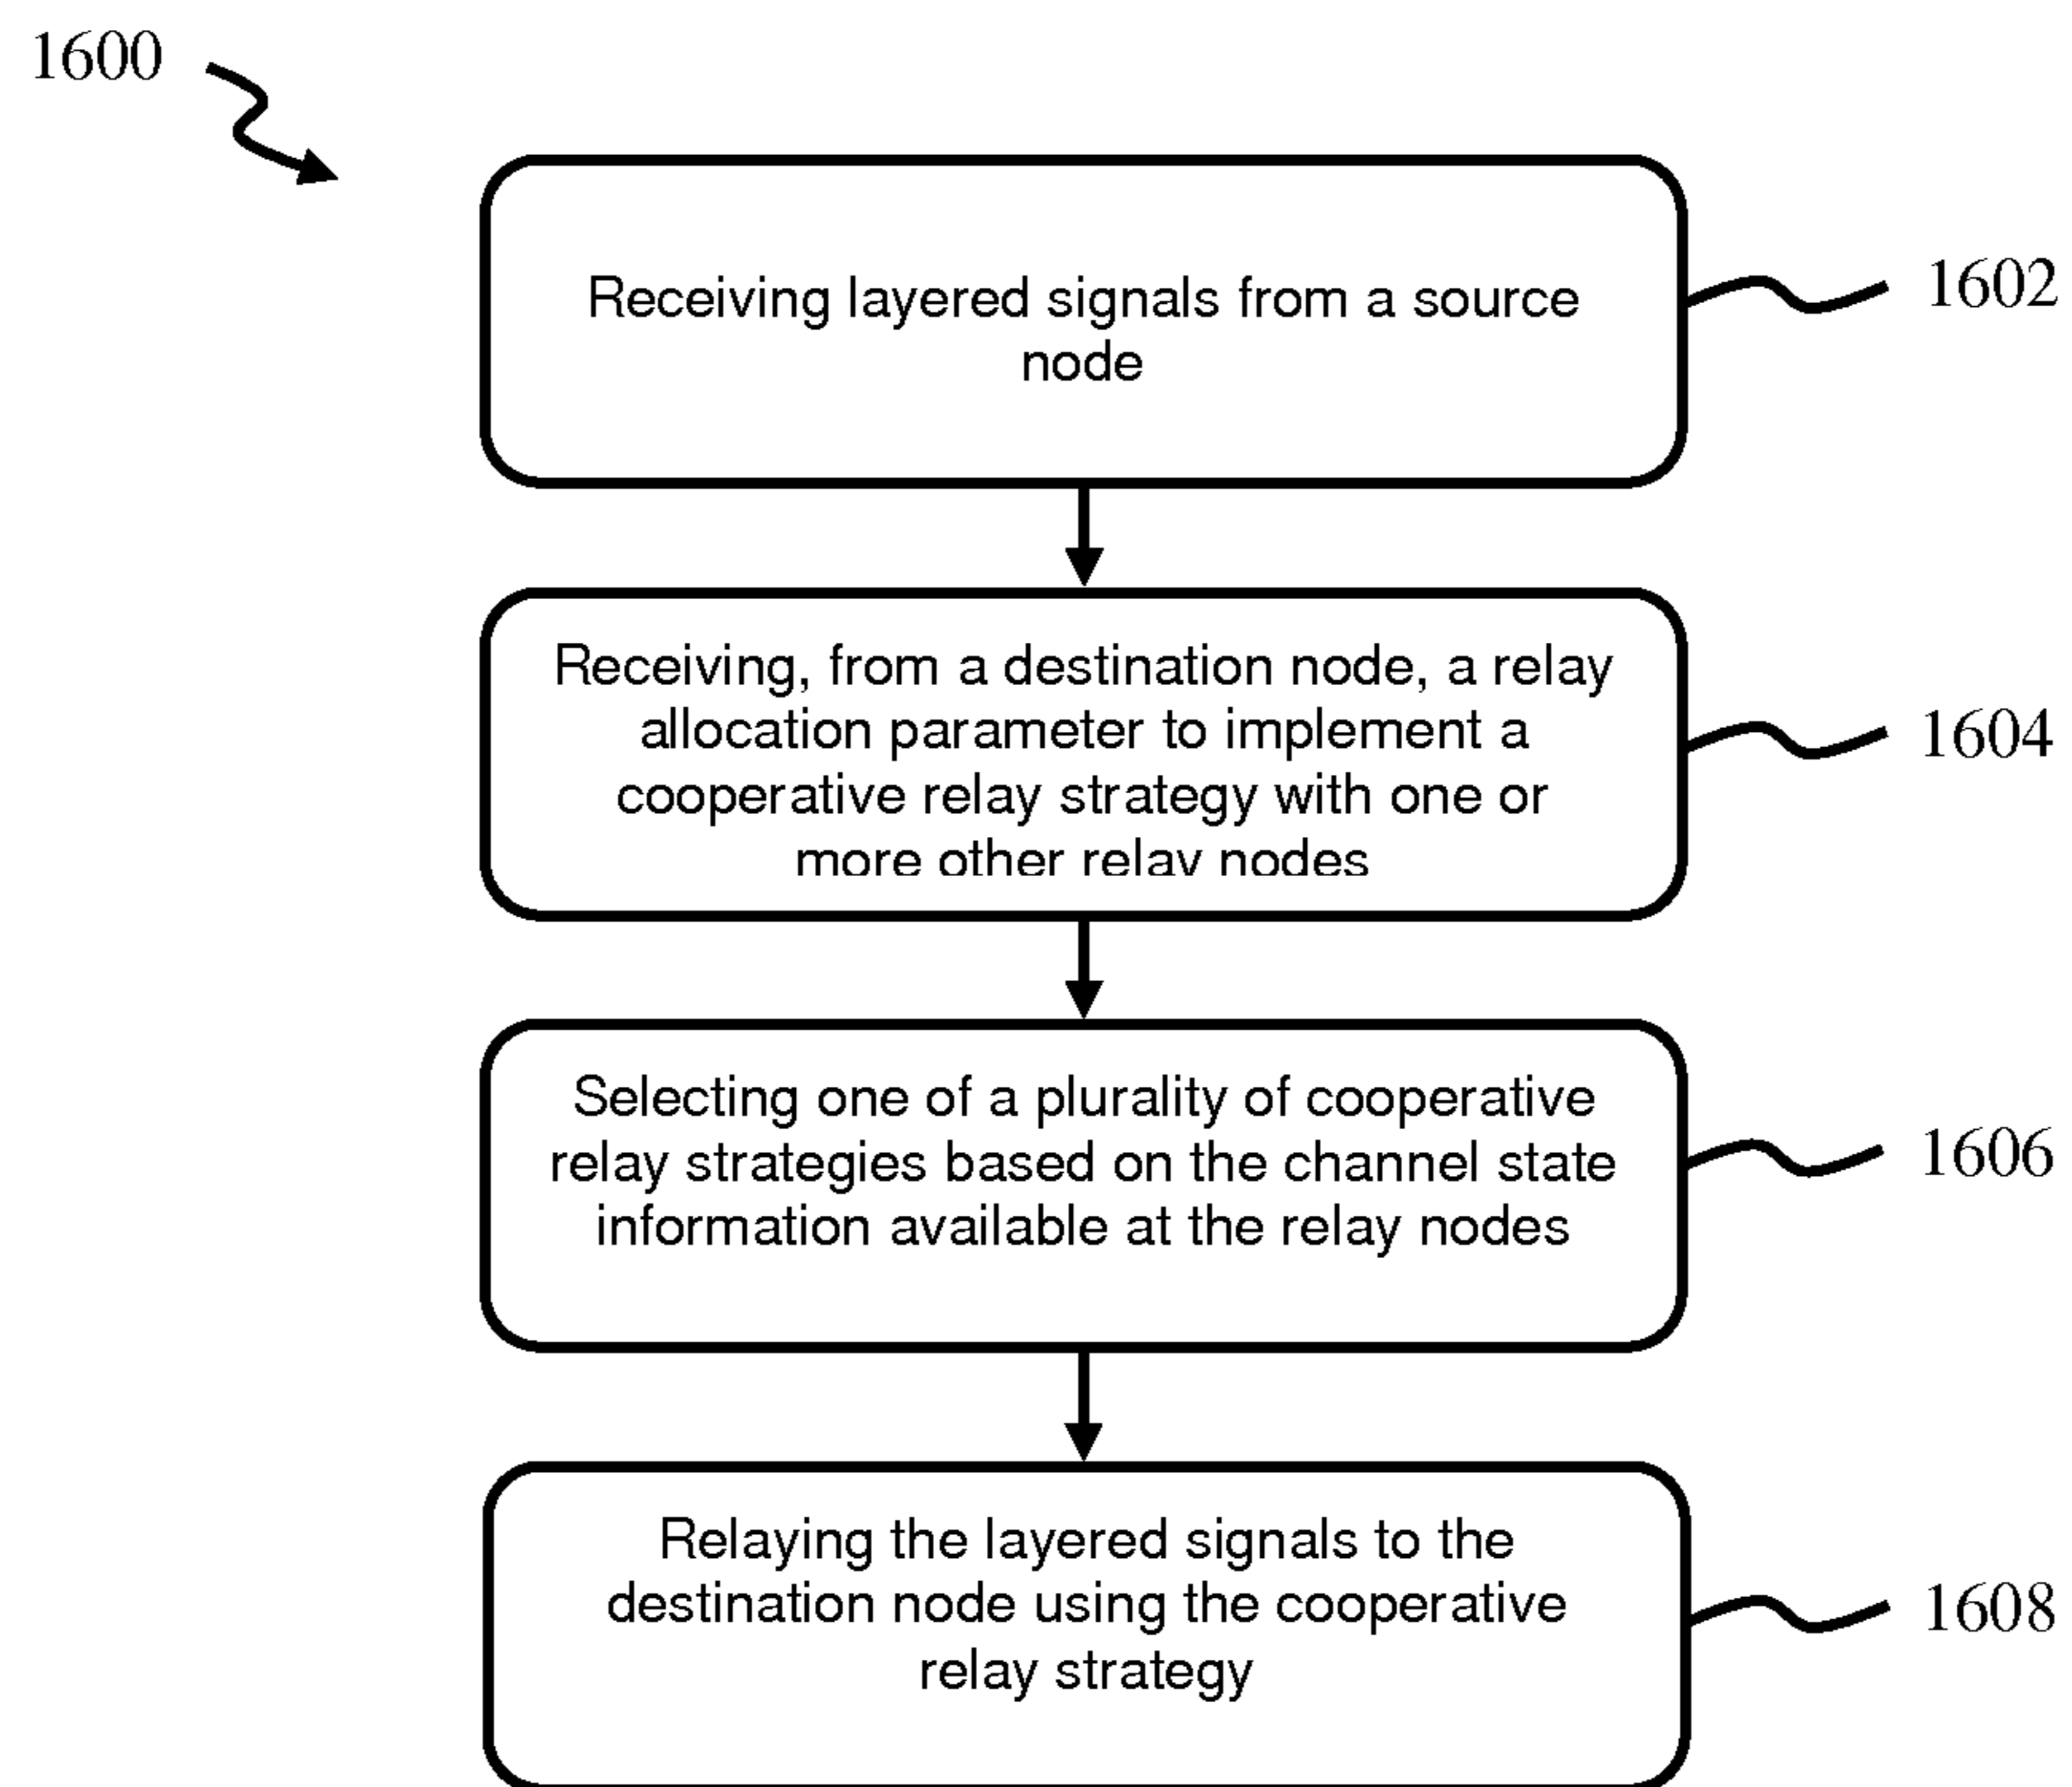 1600
Receiving layered signals from a source
node
1602
Receiving, from a destination node, a relay
allocation parameter to implement a
cooperative relay strategy with one or
more other relay nodes
1604
Selecting one of a plurality of cooperative
relay strategies based on the channel state
information available at the relay nodes
1606
Relaying the layered signals to the
destination node using the cooperative
relay strategy
1608